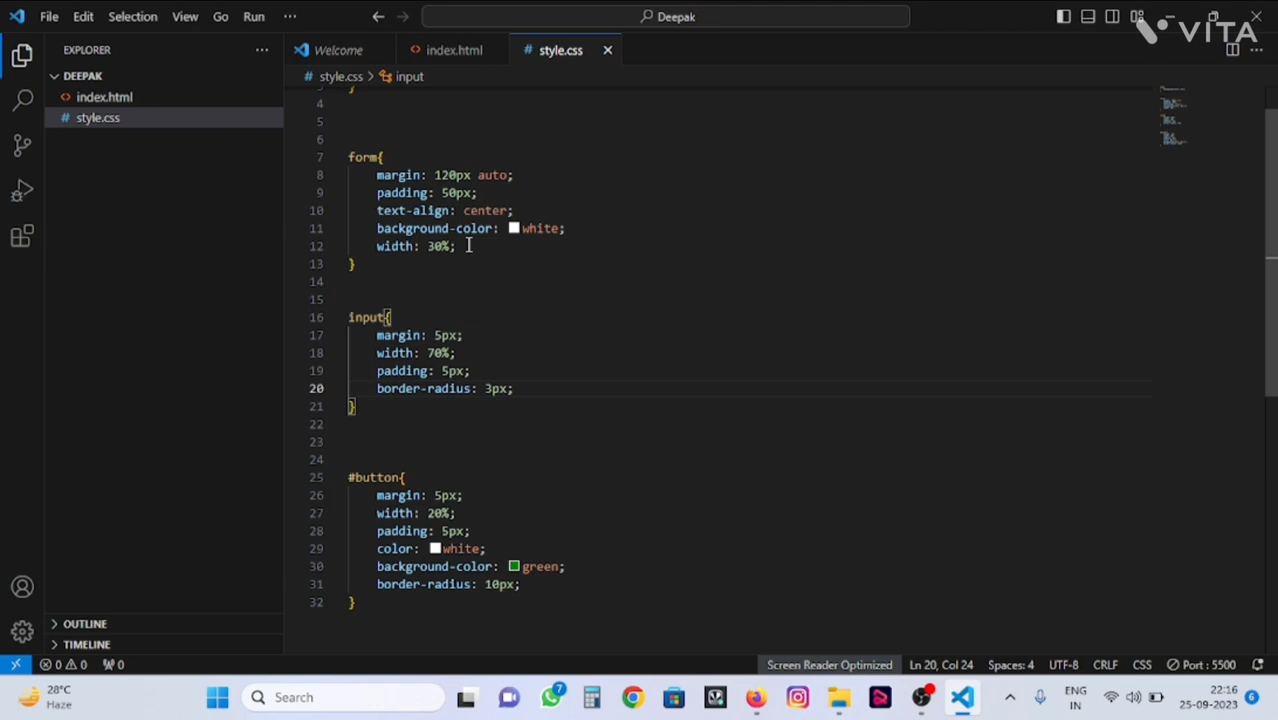 File Edit Selection View Go Run ··· Deepak
VITA
EXPLORER ···
Welcome
index.html
style.css
DEEPAK
index.html
style.css
style.css > input
3 }
4
5
6
7 form{
8 margin: 120px auto;
9 padding: 50px;
10 text-align: center;
11 background-color: white;
12 width: 30%;
13 }
14
15
16 input{
17 margin: 5px;
18 width: 70%;
19 padding: 5px;
20 border-radius: 3px;
21 }
22
23
24
25 #button{
26 margin: 5px;
27 width: 20%;
28 padding: 5px;
29 color: white;
30 background-color: green;
31 border-radius: 10px;
32 }
OUTLINE
TIMELINE
0 0 0 Screen Reader Optimized Ln 20, Col 24 Spaces: 4 UTF-8 CRLF CSS Port : 5500
28°C
Haze
Search
7
ENG
IN
22:16
25-09-2023
6